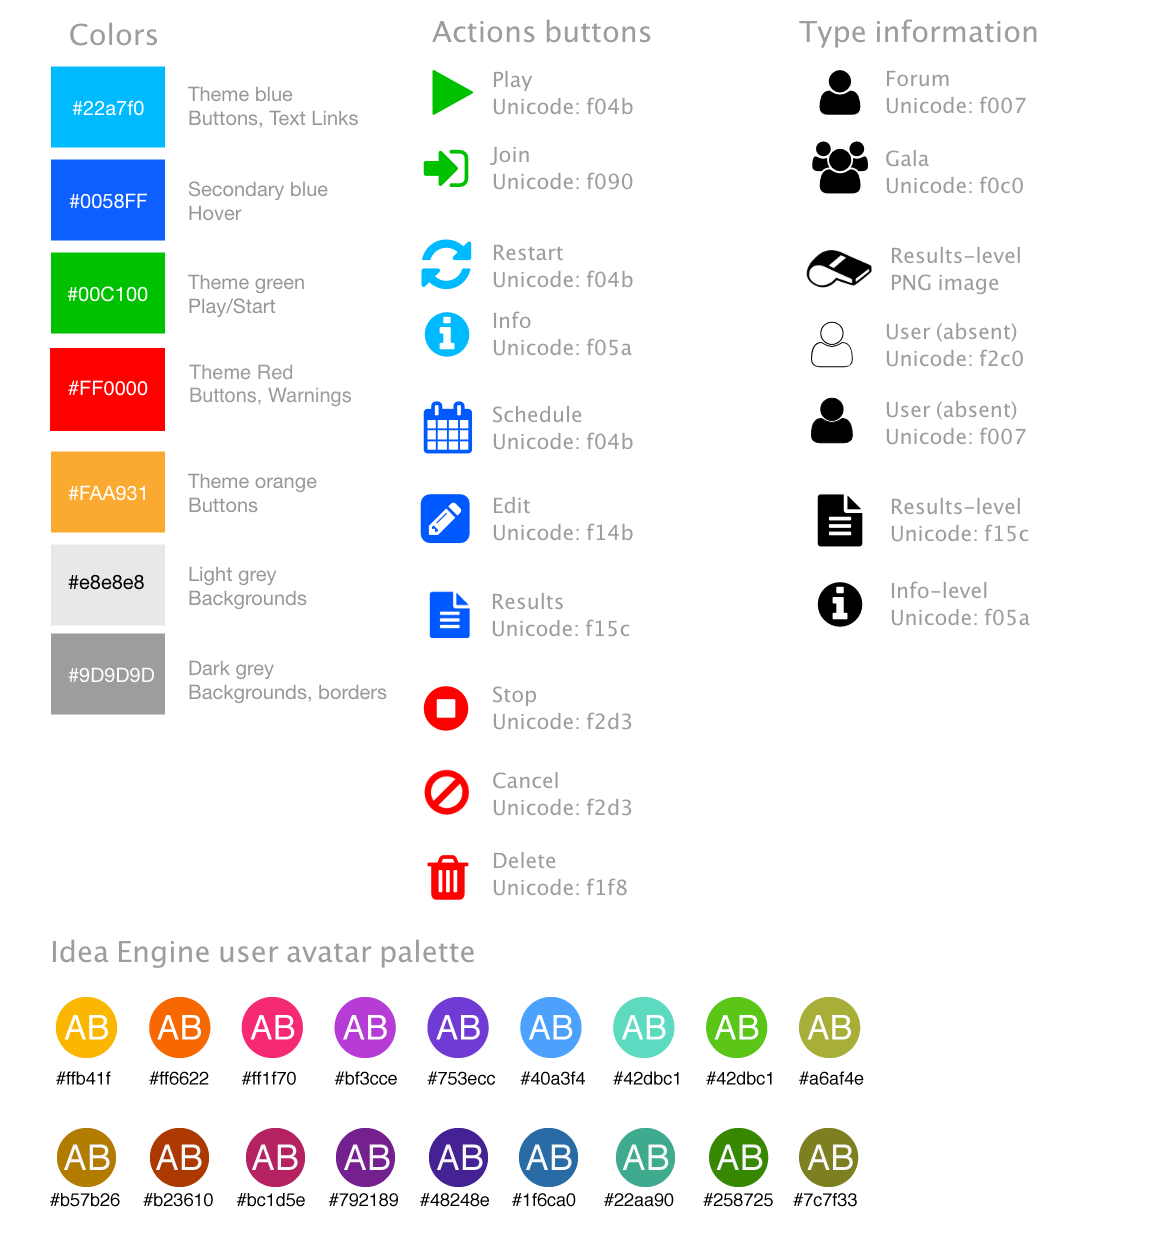 Colors
#22a7f0
Theme blue
Buttons, Text Links
#0058FF
Secondary blue
Hover
#00C100
Theme green
Play/Start
#FF0000
Theme Red
Buttons, Warnings
#FAA931
Theme orange
Buttons
#e8e8e8
Light grey
Backgrounds
#9D9D9D
Dark grey
Backgrounds, borders
Actions buttons
Play
Unicode: f04b
Join
Unicode: f090
Restart
Unicode: f04b
Info
Unicode: f05a
Schedule
Unicode: f04b
Edit
Unicode: f14b
Results
Unicode: f15c
Stop
Unicode: f2d3
Cancel
Unicode: f2d3
Delete
Unicode: f1f8
Type information
Forum
Unicode: f007
Gala
Unicode: f0c0
Results-level
PNG image
User (absent)
Unicode: f2c0
User (absent)
Unicode: f007
Results-level
Unicode: f15c
Info-level
Unicode: f05a
Idea Engine user avatar palette
AB AB AB AB AB AB AB AB AB
#ffb41f #ff6622 #ff1f70 #bf3cce #753ecc #40a3f4 #42dbc1 #42dbc1 #a6af4e
AB AB AB AB AB AB AB AB AB
#b57b26 #b23610 #bc1d5e #792189 #48248e #1f6ca0 #22aa90 #258725 #7c7f33